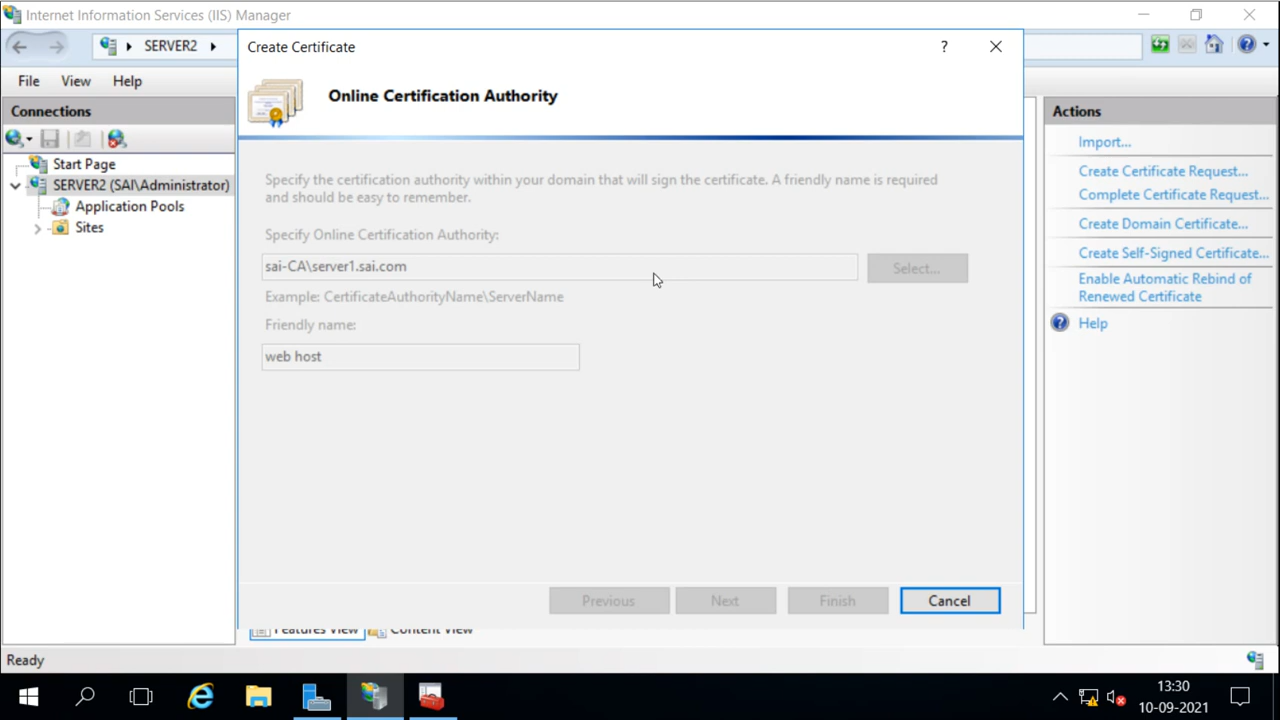 Internet Information Services (IIS) Manager
SERVER2
File View Help
Connections
Start Page
SERVER2 (SAI\Administrator)
Application Pools
Sites
Create Certificate
?
Online Certification Authority
Specify the certification authority within your domain that will sign the certificate. A friendly name is required
and should be easy to remember.
Specify Online Certification Authority:
sai-CA\server1.sai.com
Select...
Example: CertificateAuthorityName\ServerName
Friendly name:
web host
Previous Next Finish Cancel
Features View Content View
Actions
Import...
Create Certificate Request...
Complete Certificate Request...
Create Domain Certificate...
Create Self-Signed Certificate...
Enable Automatic Rebind of
Renewed Certificate
Help
Ready
13:30
10-09-2021